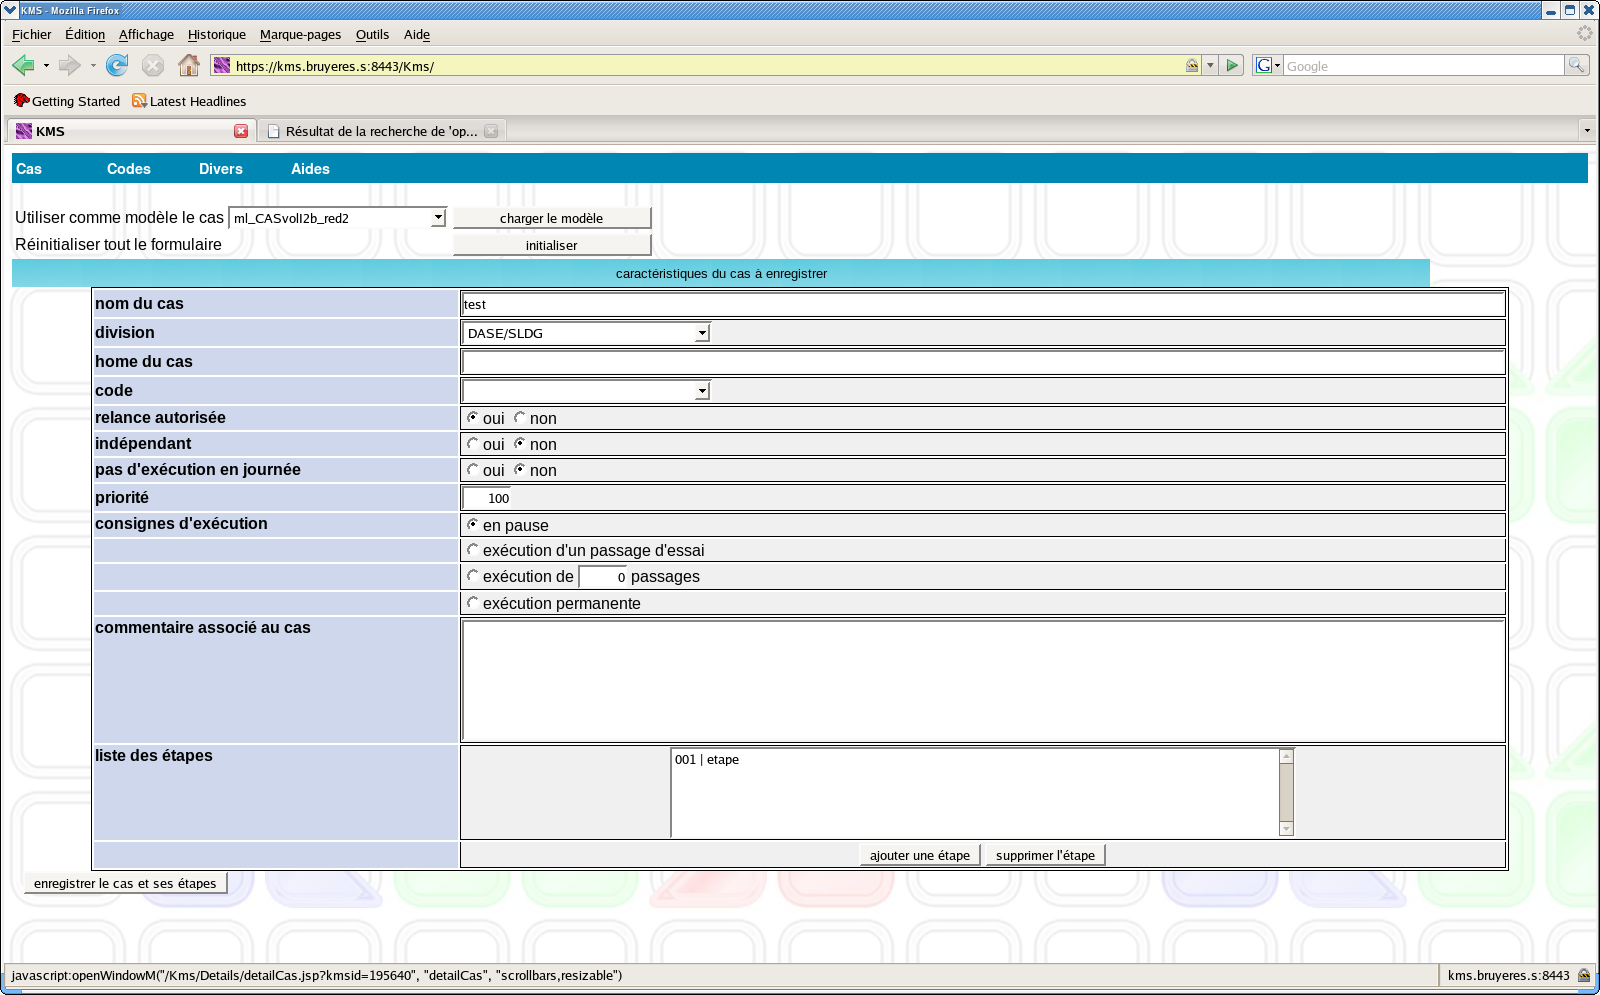 KMS - Mozilla Firefox
Fichier Édition Affichage Historique Marque-pages Outils Aide
https://kms.bruyeres.s:8443/Kms/ G Google
Getting Started Latest Headlines
KMS Résultat de la recherche de 'op...
Cas Codes Divers Aides
Utiliser comme modèle le cas ml_CASvolI2b_red2 charger le modèle
Réinitialiser tout le formulaire initialiser
caractéristiques du cas à enregistrer
nom du cas test
division DASE/SLDG
home du cas
code
relance autorisée oui non
indépendant oui non
pas d'exécution en journée oui non
priorité 100
consignes d'exécution en pause
exécution d'un passage d'essai
exécution de 0 passages
exécution permanente
commentaire associé au cas
liste des étapes 001 | etape
ajouter une étape supprimer l'étape
enregistrer le cas et ses étapes
javascript:openWindowM("/Kms/Details/detailCas.jsp?kmsid=195640", "detailCas", "scrollbars,resizable") kms.bruyeres.s:8443